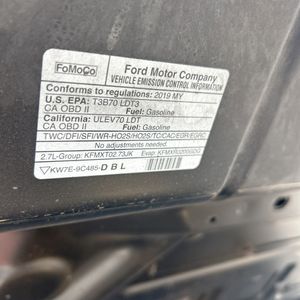 FoMoCo
Ford Motor Company
VEHICLE EMISSION CONTROL INFORMATION
Conforms to regulations: 2019 MY
U.S. EPA: T3B70 LDT3
CA OBD II Fuel: Gasoline
California: ULEV70 LDT
CA OBD II Fuel: Gasoline
TWC/DFI/SFI/WR-HO2S/HO2S/TC/CAC/EGR/EGRC
No adjustments needed.
2.7L-Group: KFMXT02.73JK Evap:
KW7E-9C485-DBL